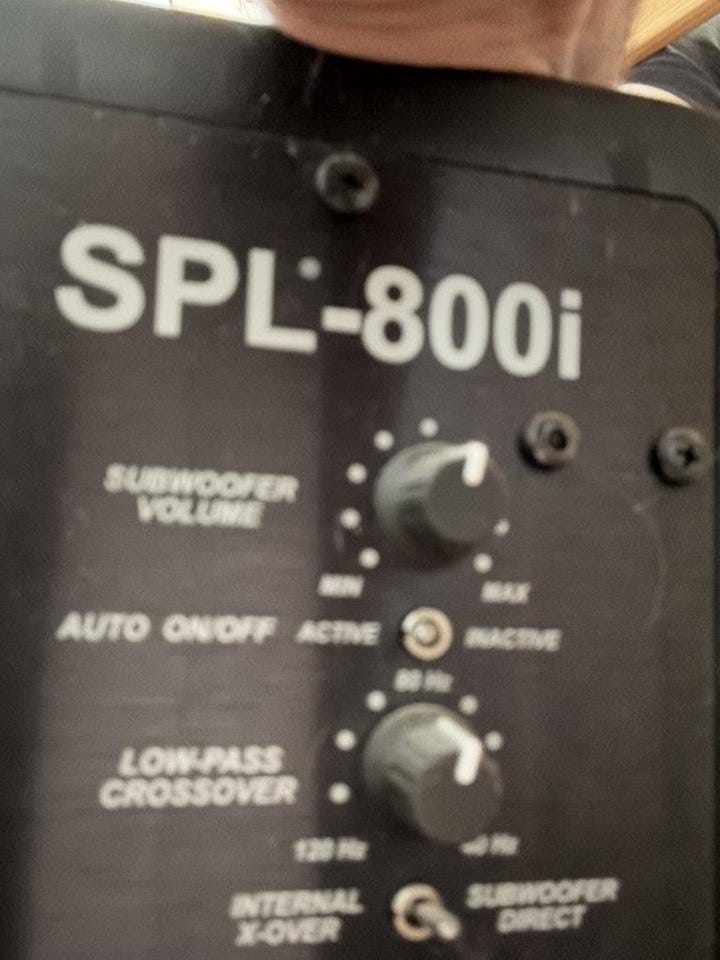 SPL-800i
SUBWOOFER
VOLUME
MIN MAX
AUTO ON/OFF ACTIVE INACTIVE
80 Hz
LOW-PASS
CROSSOVER
120 Hz Hz
INTERNAL
X-OVER
SUBWOOFER
DIRECT